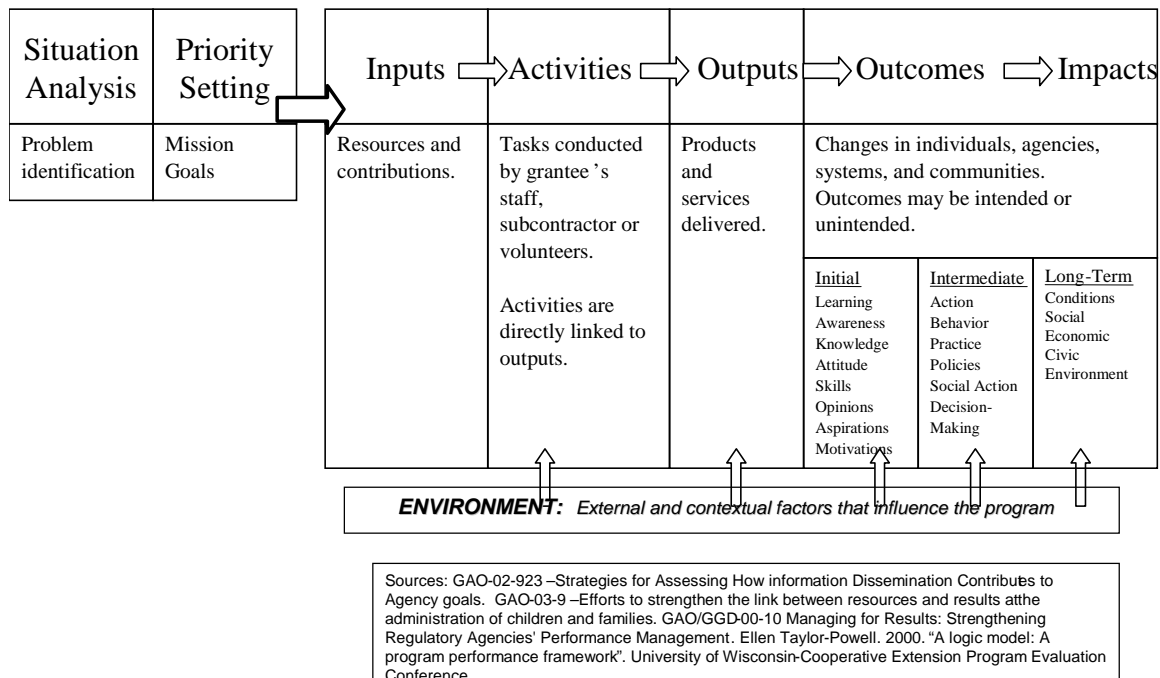 Situation
Analysis
Priority
Setting
Inputs
Activities
Outputs
Outcomes
Impacts
Problem
identification
Mission
Goals
Resources and
contributions.
Tasks conducted
by grantee's
staff,
subcontractor or
volunteers.
Activities are
directly linked to
outputs.
Products
and
services
delivered.
Changes in individuals, agencies,
systems, and communities.
Outcomes may be intended or
unintended.
Initial
Learning
Awareness
Knowledge
Attitude
Skills
Opinions
Aspirations
Motivations
Intermediate
Action
Behavior
Practice
Policies
Social Action
Decision-
Making
Long-Term
Conditions
Social
Economic
Civic
Environment
ENVIRONMENT: External and contextual factors that influence the program
Sources: GAO-02-923 –Strategies for Assessing How information Dissemination Contributes to
Agency goals. GAO-03-9 –Efforts to strengthen the link between resources and results atthe
administration of children and families. GAO/GGD-00-10 Managing for Results: Strengthening
Regulatory Agencies' Performance Management. Ellen Taylor-Powell. 2000. "A logic model: A
program performance framework". University of Wisconsin-Cooperative Extension Program Evaluation
Conference